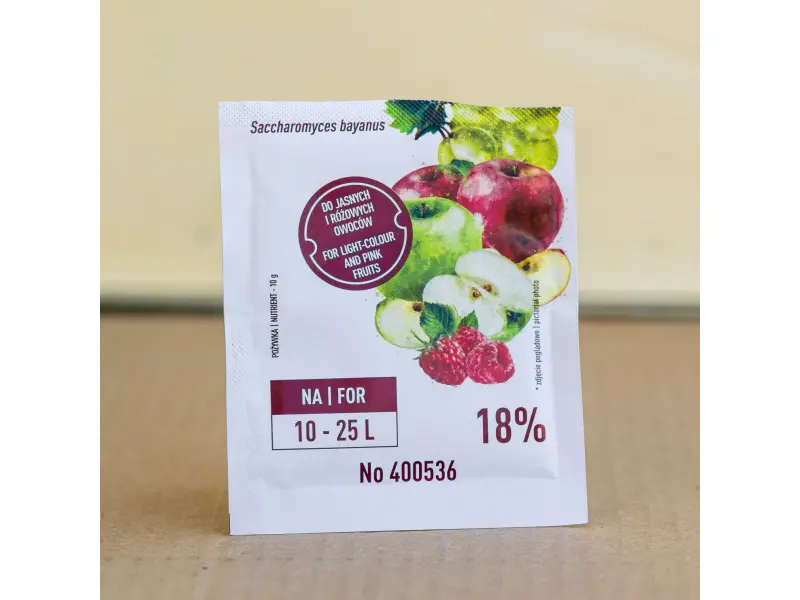 Saccharomyces bayanus
DO JASNYCH
I RÓŻOWYCH
OWOCÓW
FOR LIGHT-COLOUR
AND PINK
FRUITS
POŻYWKA | NUTRIENT - 10 g
* zdjęcie poglądowe | pictorial photo
NA | FOR
10 - 25 L
18%
No 400536